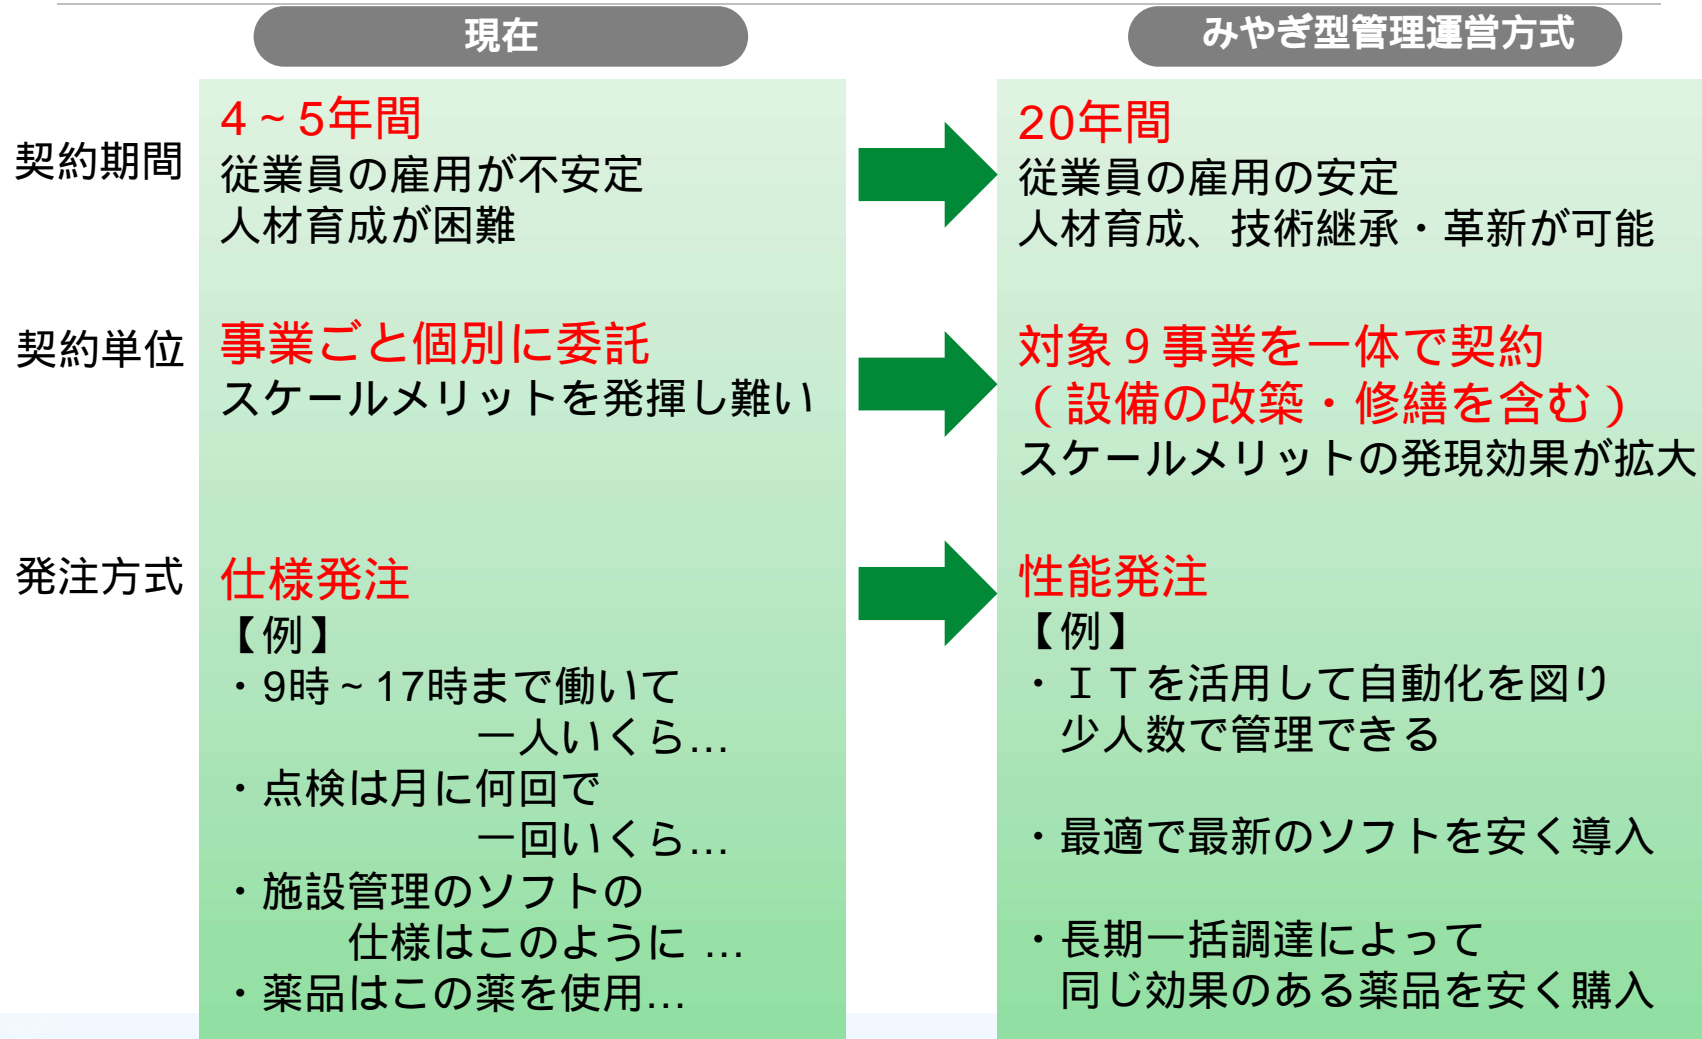 現在
みやぎ型管理運営方式
契約期間
4~5年間
従業員の雇用が不安定
人材育成が困難
20年間
従業員の雇用の安定
人材育成、技術継承・革新が可能
契約単位
事業ごと個別に委託
スケールメリットを発揮し難い
対象９事業を一体で契約
(設備の改築・修繕を含む)
スケールメリットの発現効果が拡大
発注方式
仕様発注
【例】
・9時~17時まで働いて
一人いくら…
・点検は月に何回で
一回いくら…
・施設管理のソフトの
仕様はこのように …
・薬品はこの薬を使用…
性能発注
【例】
・ＩＴを活用して自動化を図り
少人数で管理できる
・最適で最新のソフトを安く導入
・長期一括調達によって
同じ効果のある薬品を安く購入